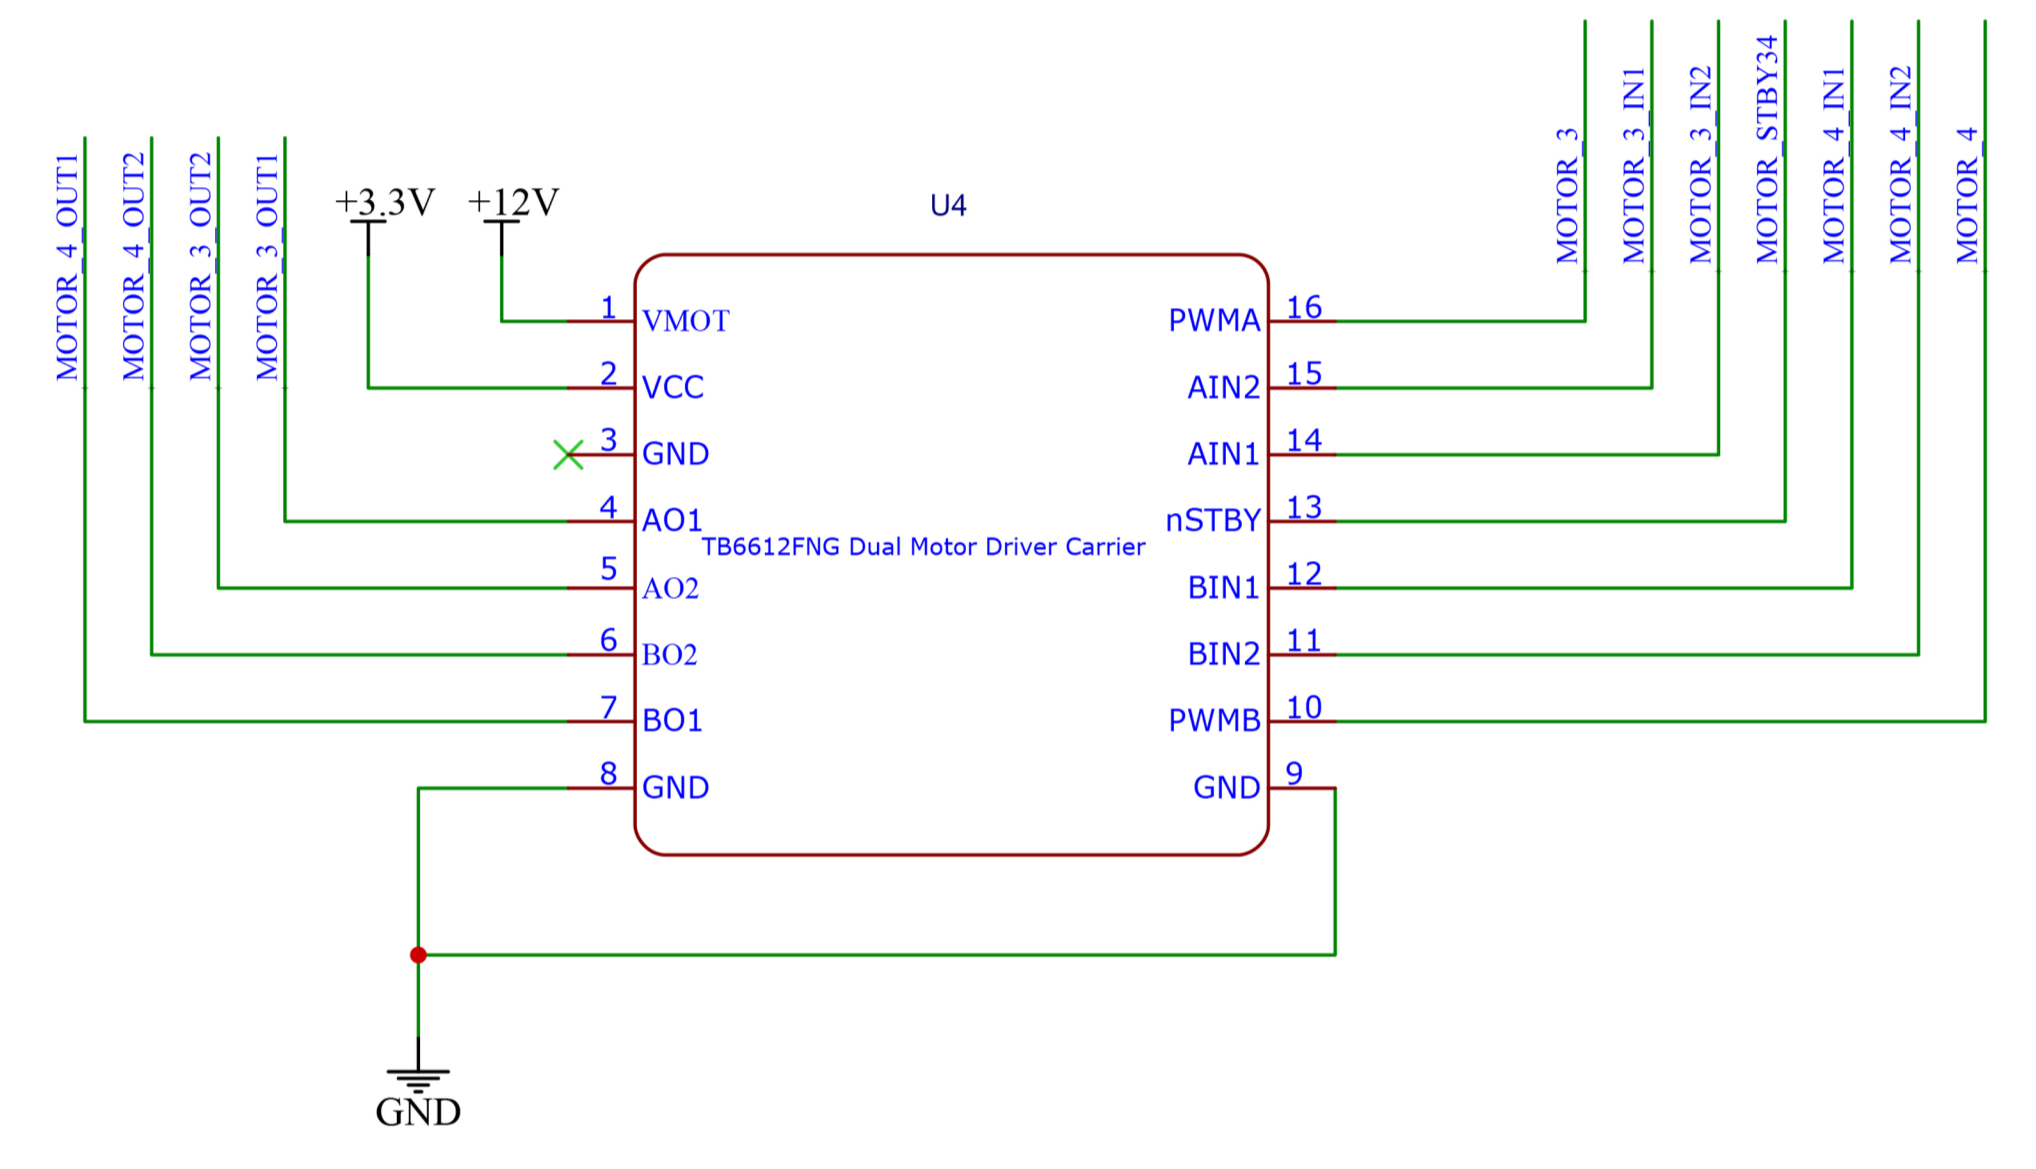 MOTOR_4_OUT1
MOTOR_4_OUT2
MOTOR_3_OUT2
MOTOR_3_OUT1
+3.3V
+12V
U4
MOTOR_3
MOTOR_3_IN1
MOTOR_3_IN2
MOTOR_STBY34
MOTOR_4_IN1
MOTOR_4_IN2
MOTOR_4
1 VMOT
2 VCC
3 GND
4 AO1
5 AO2
6 BO2
7 BO1
8 GND
TB6612FNG Dual Motor Driver Carrier
PWMA 16
AIN2 15
AIN1 14
nSTBY 13
BIN1 12
BIN2 11
PWMB 10
GND 9
GND